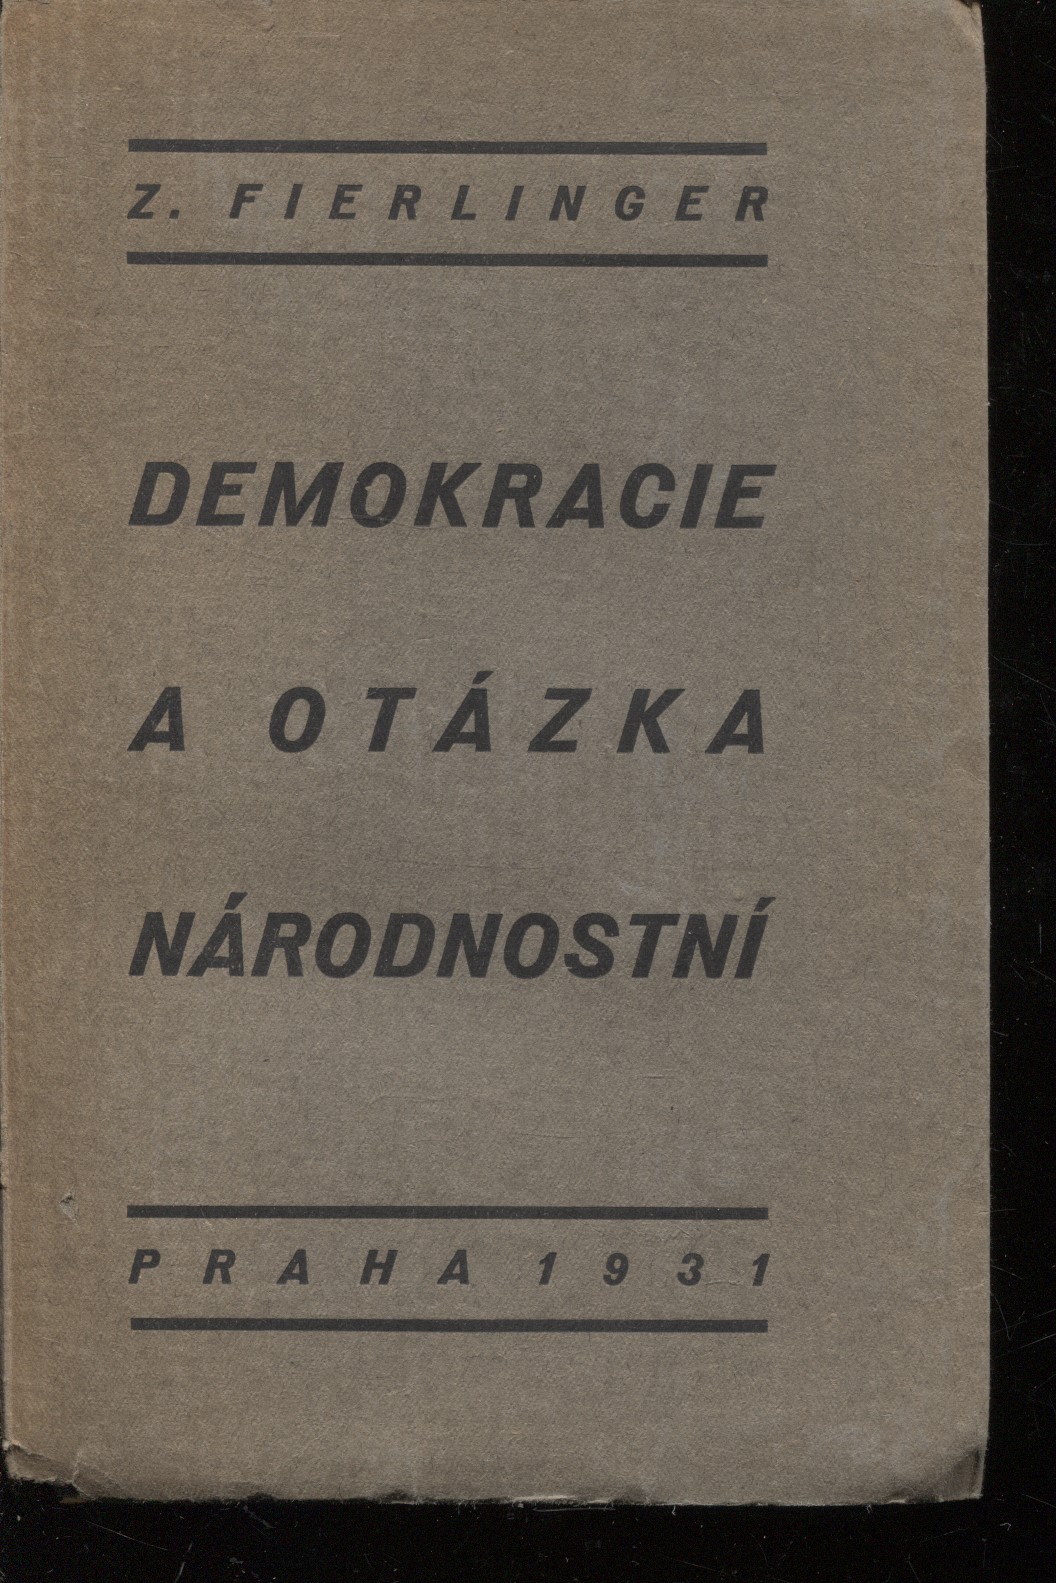 Z. FIERLINGER
DEMOKRACIE
A OTÁZKA
NÁRODNOSTNÍ
PRAHA 1931